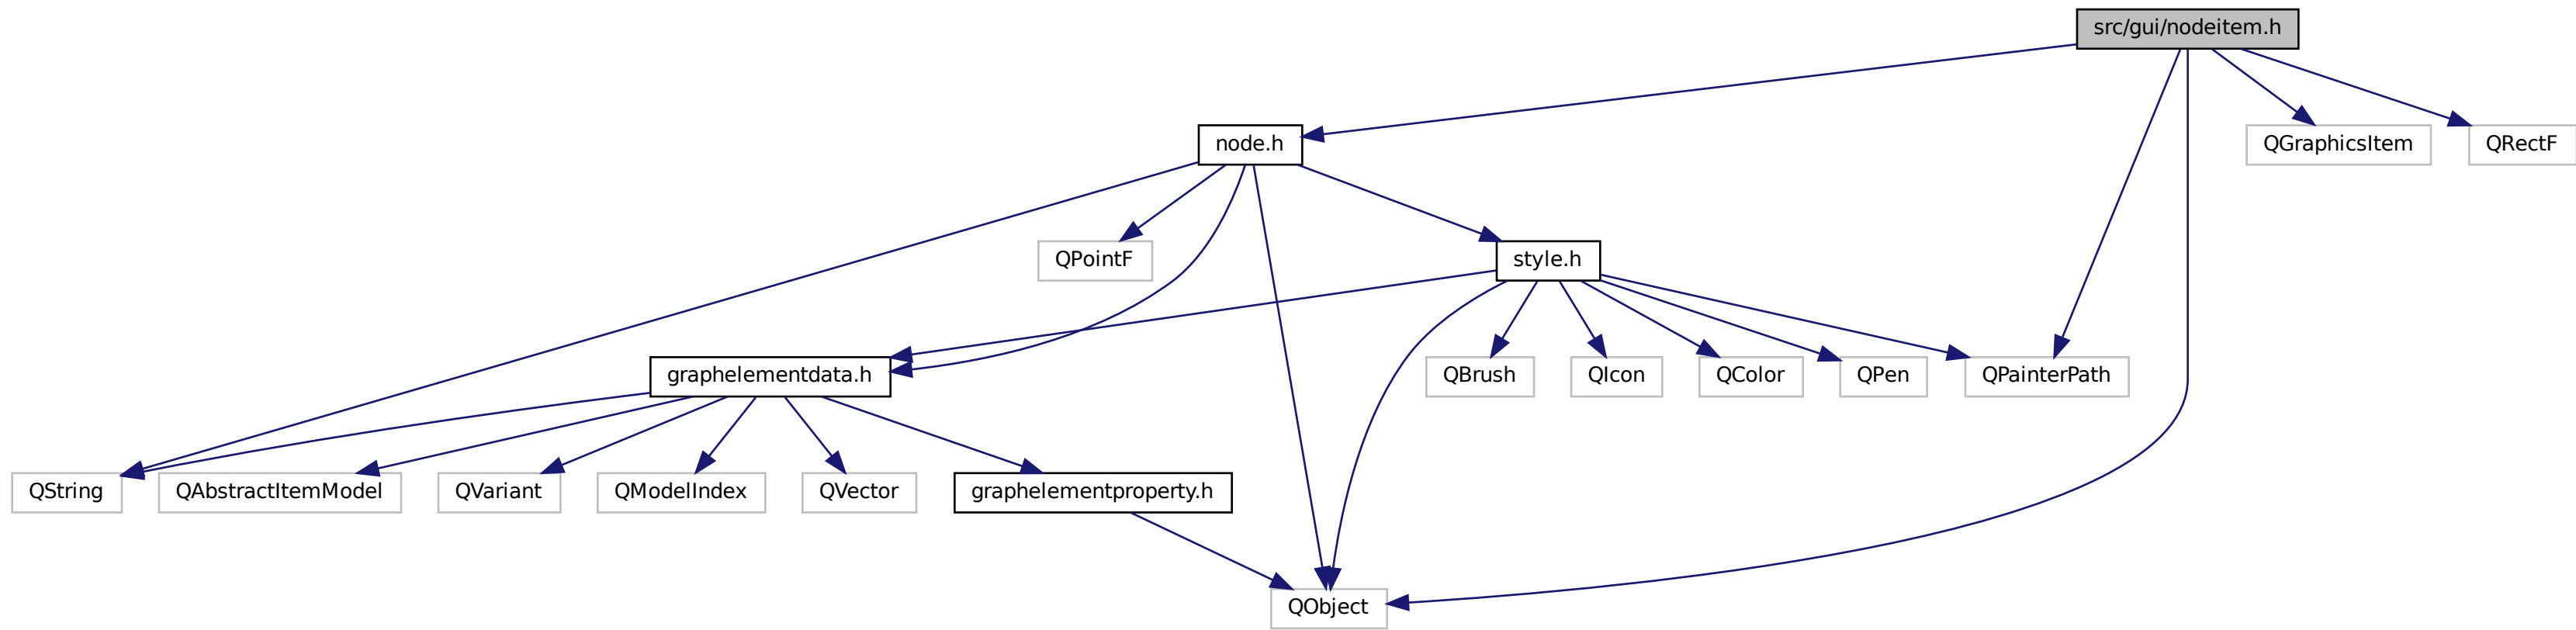 src/gui/nodeitem.h
node.h
QGraphicsItem
QRectF
QPointF
style.h
graphelementdata.h
QBrush
QIcon
QColor
QPen
QPainterPath
QString
QAbstractItemModel
QVariant
QModelIndex
QVector
graphelementproperty.h
QObject